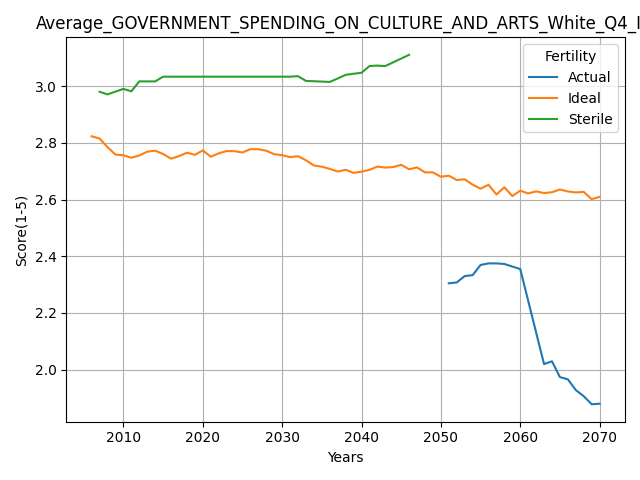 Average_GOVERNMENT_SPENDING_ON_CULTURE_AND_ARTS_White_Q4_I
Fertility
Actual
Ideal
Sterile
Score(1-5)
3.0
2.8
2.6
2.4
2.2
2.0
2010 2020 2030 2040 2050 2060 2070
Years